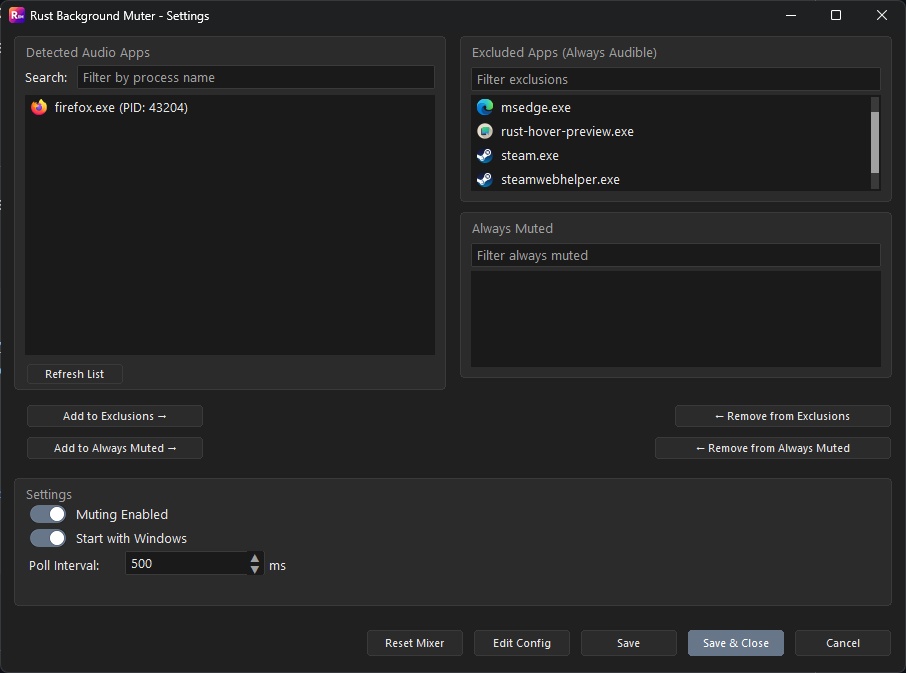 Rust Background Muter - Settings
Detected Audio Apps
Search: Filter by process name
firefox.exe (PID: 43204)
Refresh List
Excluded Apps (Always Audible)
Filter exclusions
msedge.exe
rust-hover-preview.exe
steam.exe
steamwebhelper.exe
Always Muted
Filter always muted
Add to Exclusions →
← Remove from Exclusions
Add to Always Muted →
← Remove from Always Muted
Settings
Muting Enabled
Start with Windows
Poll Interval: 500 ms
Reset Mixer
Edit Config
Save
Save & Close
Cancel